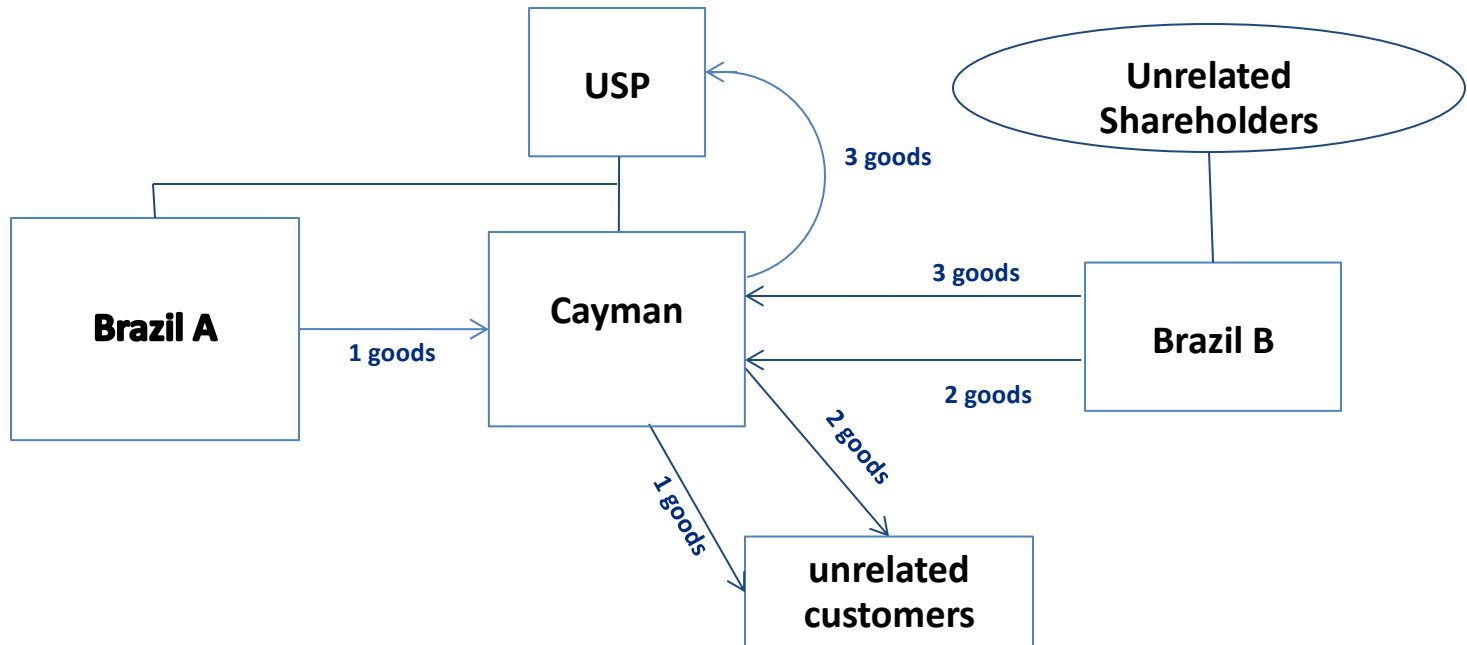 USP
Unrelated
Shareholders
3 goods
Brazil A
1 goods
Cayman
3 goods
2 goods
Brazil B
2 goods
1 goods
unrelated
customers